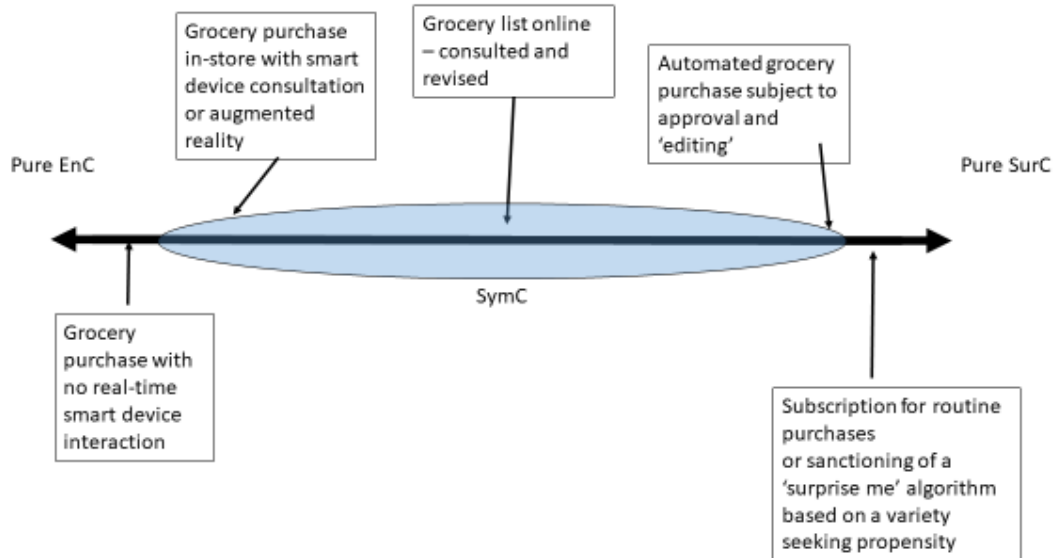 Grocery purchase
in-store with smart
device consultation
or augmented
reality
Grocery list online
– consulted and
revised
Automated grocery
purchase subject to
approval and
‘editing’
Pure EnC
Pure SurC
SymC
Grocery
purchase with
no real-time
smart device
interaction
Subscription for routine
purchases
or sanctioning of a
‘surprise me’ algorithm
based on a variety
seeking propensity